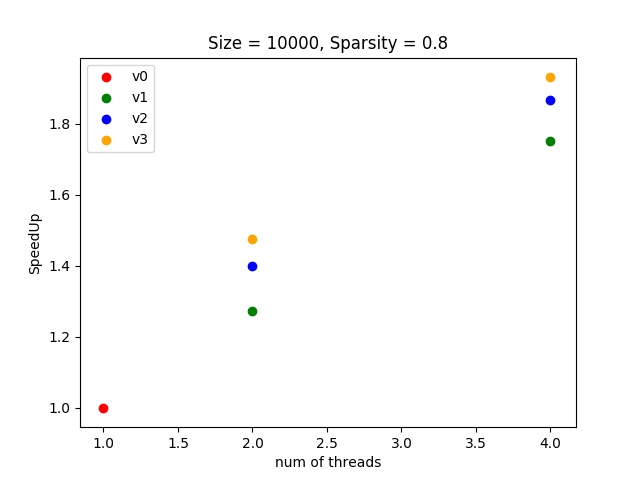 Size = 10000, Sparsity = 0.8
v0
v1
v2
v3
SpeedUp
1.8
1.6
1.4
1.2
1.0
1.0 1.5 2.0 2.5 3.0 3.5 4.0
num of threads